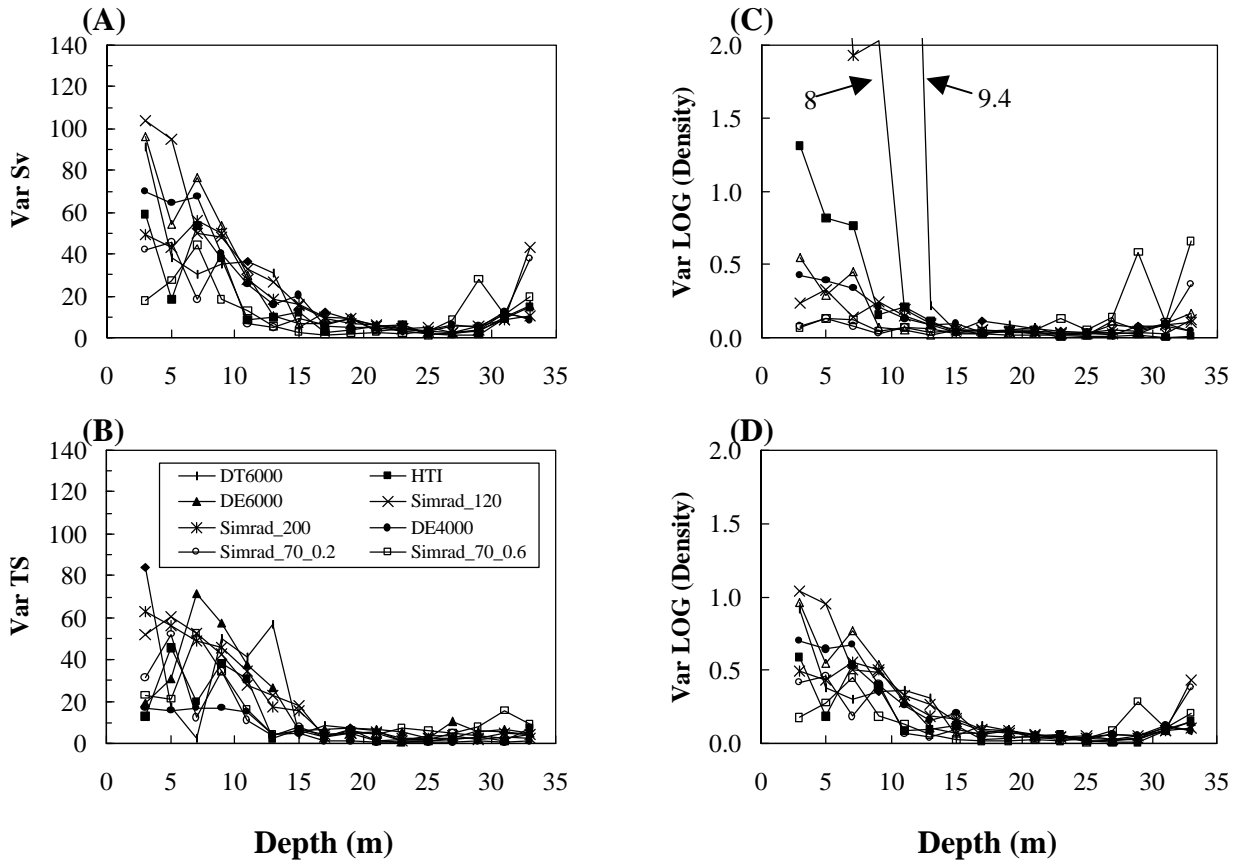 (A)
140
120
100
80
60
40
20
0
Var Sv
0 5 10 15 20 25 30 35
(C)
2.0
1.5
1.0
0.5
0.0
Var LOG (Density)
8
9.4
0 5 10 15 20 25 30 35
(B)
140
120
100
80
60
40
20
0
Var TS
DT6000 HTI
DE6000 Simrad_120
Simrad_200 DE4000
Simrad_70_0.2 Simrad_70_0.6
0 5 10 15 20 25 30 35
Depth (m)
(D)
2.0
1.5
1.0
0.5
0.0
Var LOG (Density)
0 5 10 15 20 25 30 35
Depth (m)